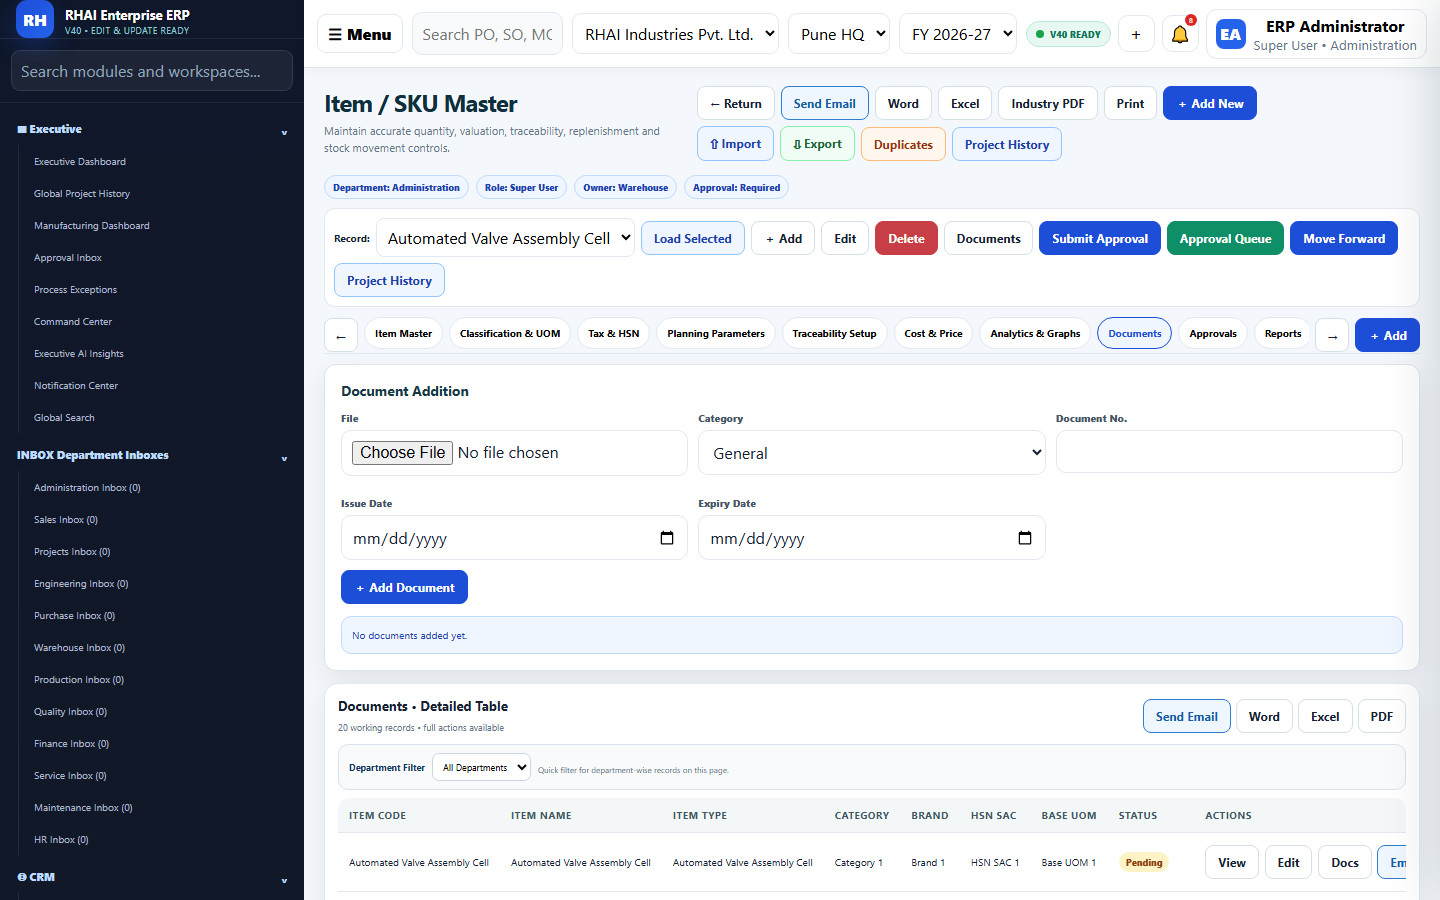 RH
RHAI Enterprise ERP
V40 • EDIT & UPDATE READY
Search modules and workspaces...
Executive
Executive Dashboard
Global Project History
Manufacturing Dashboard
Approval Inbox
Process Exceptions
Command Center
Executive AI Insights
Notification Center
Global Search
INBOX Department Inboxes
Administration Inbox (0)
Sales Inbox (0)
Projects Inbox (0)
Engineering Inbox (0)
Purchase Inbox (0)
Warehouse Inbox (0)
Production Inbox (0)
Quality Inbox (0)
Finance Inbox (0)
Service Inbox (0)
Maintenance Inbox (0)
HR Inbox (0)
CRM
☰ Menu
Search PO, SO, MO
RHAI Industries Pvt. Ltd.
Pune HQ
FY 2026-27
V40 READY
+
8
EA
ERP Administrator
Super User • Administration
Item / SKU Master
Maintain accurate quantity, valuation, traceability, replenishment and
stock movement controls.
← Return
Send Email
Word
Excel
Industry PDF
Print
+ Add New
⇧ Import
⇩ Export
Duplicates
Project History
Department: Administration
Role: Super User
Owner: Warehouse
Approval: Required
Record:
Automated Valve Assembly Cell
Load Selected
+ Add
Edit
Delete
Documents
Submit Approval
Approval Queue
Move Forward
Project History
←
Item Master
Classification & UOM
Tax & HSN
Planning Parameters
Traceability Setup
Cost & Price
Analytics & Graphs
Documents
Approvals
Reports
→
+ Add
Document Addition
File
Category
Document No.
Choose File No file chosen
General
Issue Date
Expiry Date
mm/dd/yyyy
mm/dd/yyyy
+ Add Document
No documents added yet.
Documents • Detailed Table
20 working records • full actions available
Send Email
Word
Excel
PDF
Department Filter
All Departments
Quick filter for department-wise records on this page.
ITEM CODE
ITEM NAME
ITEM TYPE
CATEGORY
BRAND
HSN SAC
BASE UOM
STATUS
ACTIONS
Automated Valve Assembly Cell
Automated Valve Assembly Cell
Automated Valve Assembly Cell
Category 1
Brand 1
HSN SAC 1
Base UOM 1
Pending
View
Edit
Docs
Em